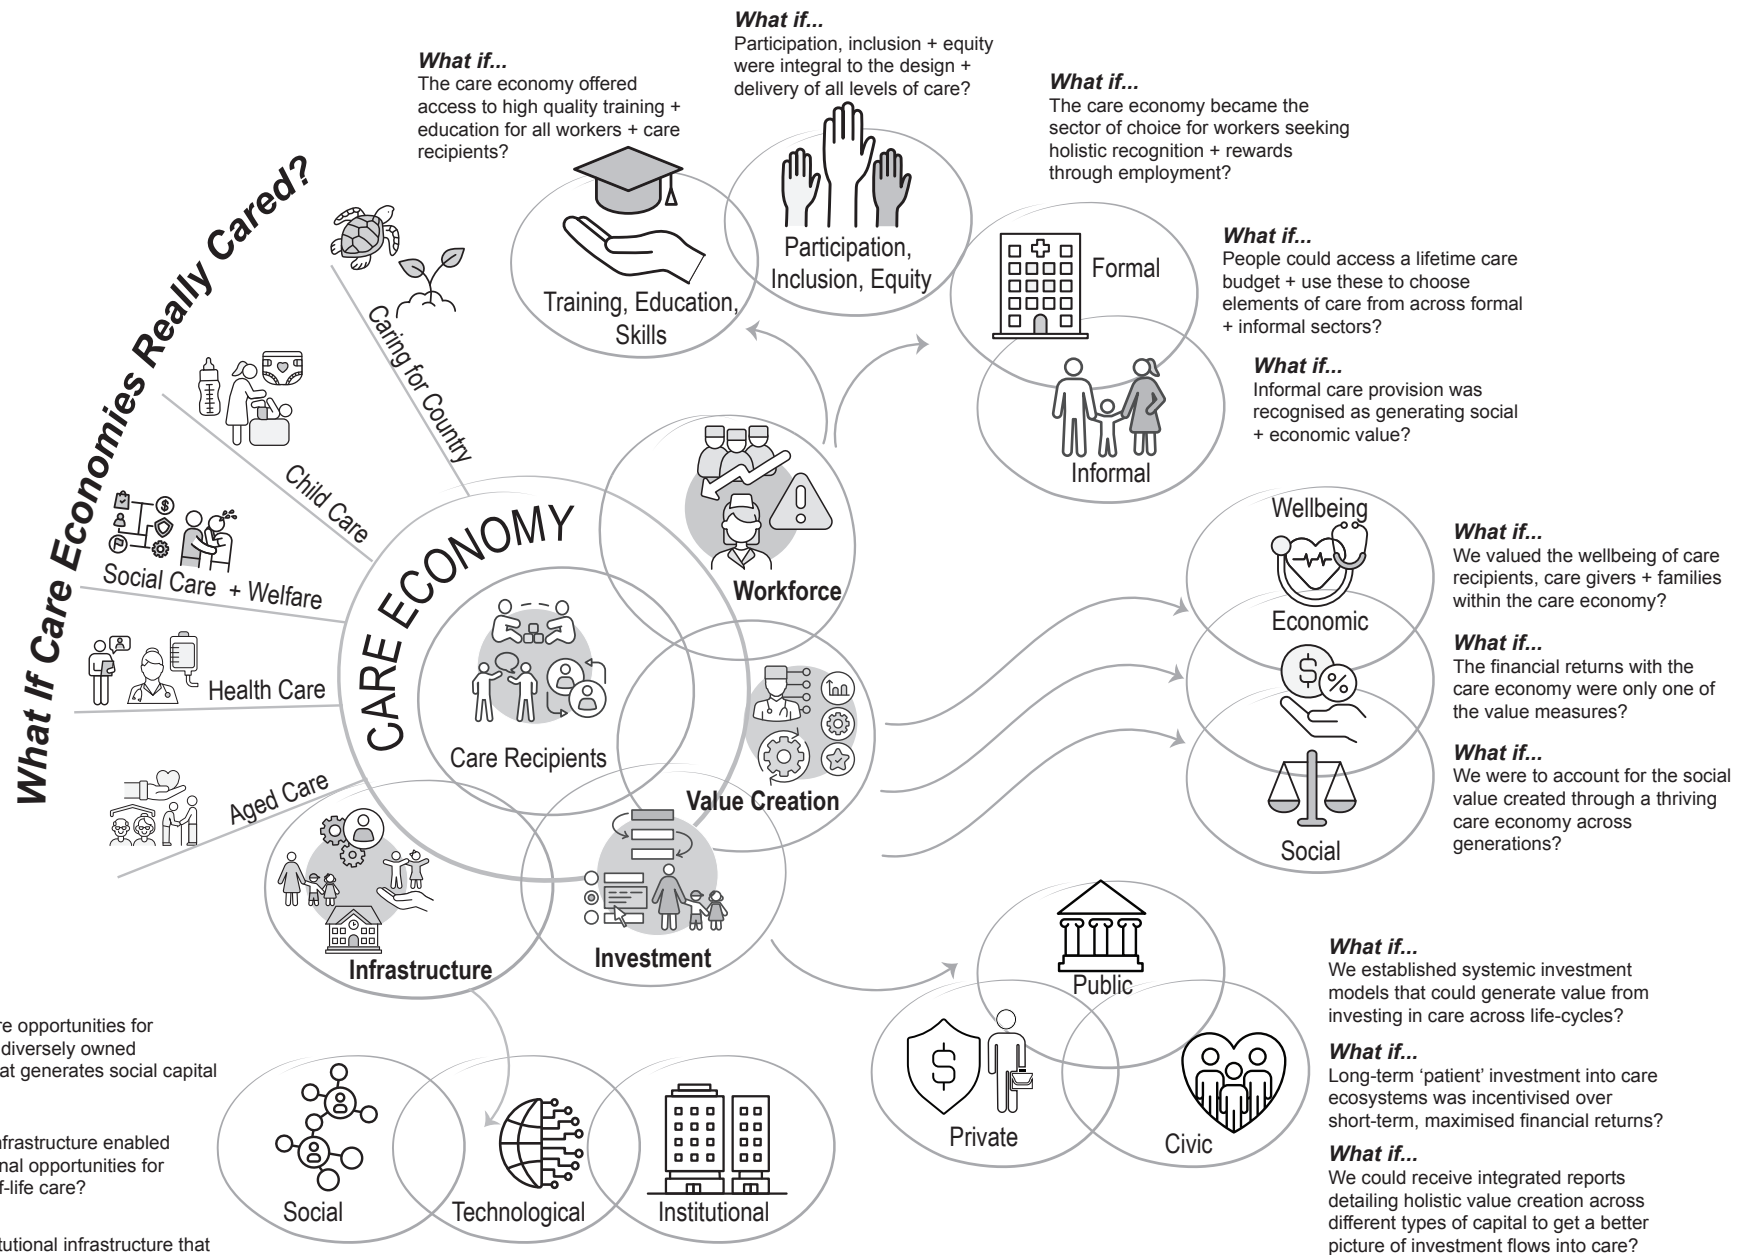 What If Care Economies Really Cared?
What if...
The care economy offered
access to high quality training +
education for all workers + care
recipients?
What if...
Participation, inclusion + equity
were integral to the design +
delivery of all levels of care?
What if...
The care economy became the
sector of choice for workers seeking
holistic recognition + rewards
through employment?
What if...
People could access a lifetime care
budget + use these to choose
elements of care from across formal
+ informal sectors?
What if...
Informal care provision was
recognised as generating social
+ economic value?
Training, Education,
Skills
Participation,
Inclusion, Equity
Formal
Informal
Caring for Country
Child Care
Social Care + Welfare
Health Care
Aged Care
CARE ECONOMY
Care Recipients
Workforce
Value Creation
Investment
Infrastructure
Wellbeing
Economic
Social
What if...
We valued the wellbeing of care
recipients, care givers + families
within the care economy?
What if...
The financial returns with the
care economy were only one of
the value measures?
What if...
We were to account for the social
value created through a thriving
care economy across
generations?
Public
Private
Civic
What if...
We established systemic investment
models that could generate value from
investing in care across life-cycles?
What if...
Long-term ‘patient’ investment into care
ecosystems was incentivised over
short-term, maximised financial returns?
What if...
We could receive integrated reports
detailing holistic value creation across
different types of capital to get a better
picture of investment flows into care?
opportunities for
diversely owned
generates social capital
enabled
opportunities for
care?
infrastructure that
Social
Technological
Institutional